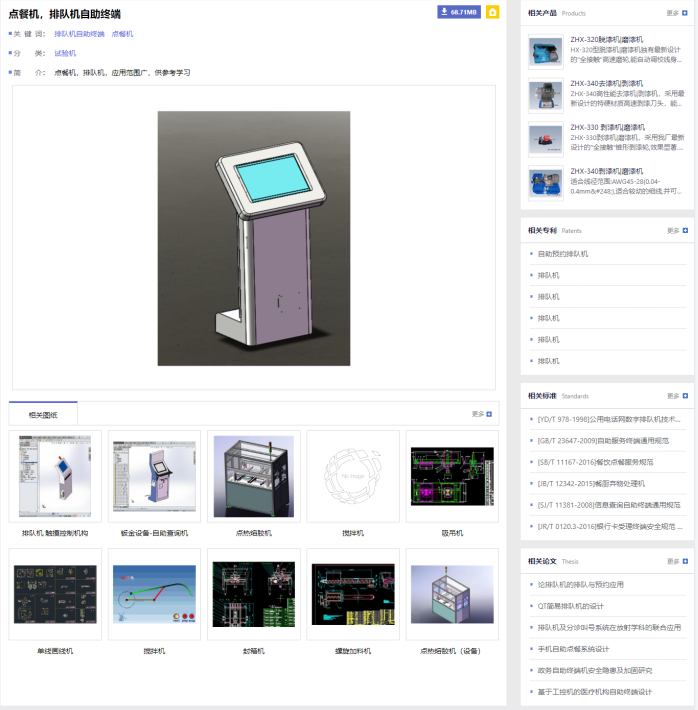 点餐机，排队机自助终端
68.71MB
关 键 词： 排队机自助终端 点餐机
分 类： 试验机
简 介： 点餐机，排队机，应用范围广，供参考学习
相关图纸
更多
排队机 触摸控制机构
钣金设备-自助查询机
点热熔胶机
搅拌机
吸吊机
No Image
单线圆线机
搅拌机
封箱机
螺旋加料机
点热熔胶机（设备）
相关产品 Products
更多
ZHX-320脱漆机|磨漆机
HX-320型脱漆机|磨漆机独有最新设计
的"全接触"高速磨轮,能自动调校线身...
ZHX-340去漆机|刮漆机
ZHX-340高性能去漆机|刮漆机，采用最
新设计的特硬材质高速刮漆刀头，能...
ZHX-330 刮漆机|磨漆机
ZHX-330刮漆机|磨漆机，采用我厂最新
设计的"全接触"锥形刮漆轮,效果显著...
ZHX-340刮漆机|磨漆机
适合线径范围:AWG45-28(0.04-
0.4mm&#248;),适合较幼的细线,并可...
相关专利 Patents
更多
自助预约排队机
排队机
排队机
排队机
排队机
排队机
相关标准 Standards
更多
[YD/T 978-1998]公用电话网数字排队机技术...
[GB/T 23647-2009]自助服务终端通用规范
[SB/T 11167-2016]餐饮点餐服务规范
[JB/T 12342-2015]餐厨弃物处理机
[SJ/T 11381-2008]信息查询自助终端通用规范
[JR/T 0120.3-2016]银行卡受理终端安全规范 ...
相关论文 Thesis
更多
论排队机的排队与预约应用
QT简易排队机的设计
排队机及分诊叫号系统在放射学科的联合应用
手机自助点餐系统设计
政务自助终端机安全隐患及加固研究
基于工控机的医疗机构自助终端设计